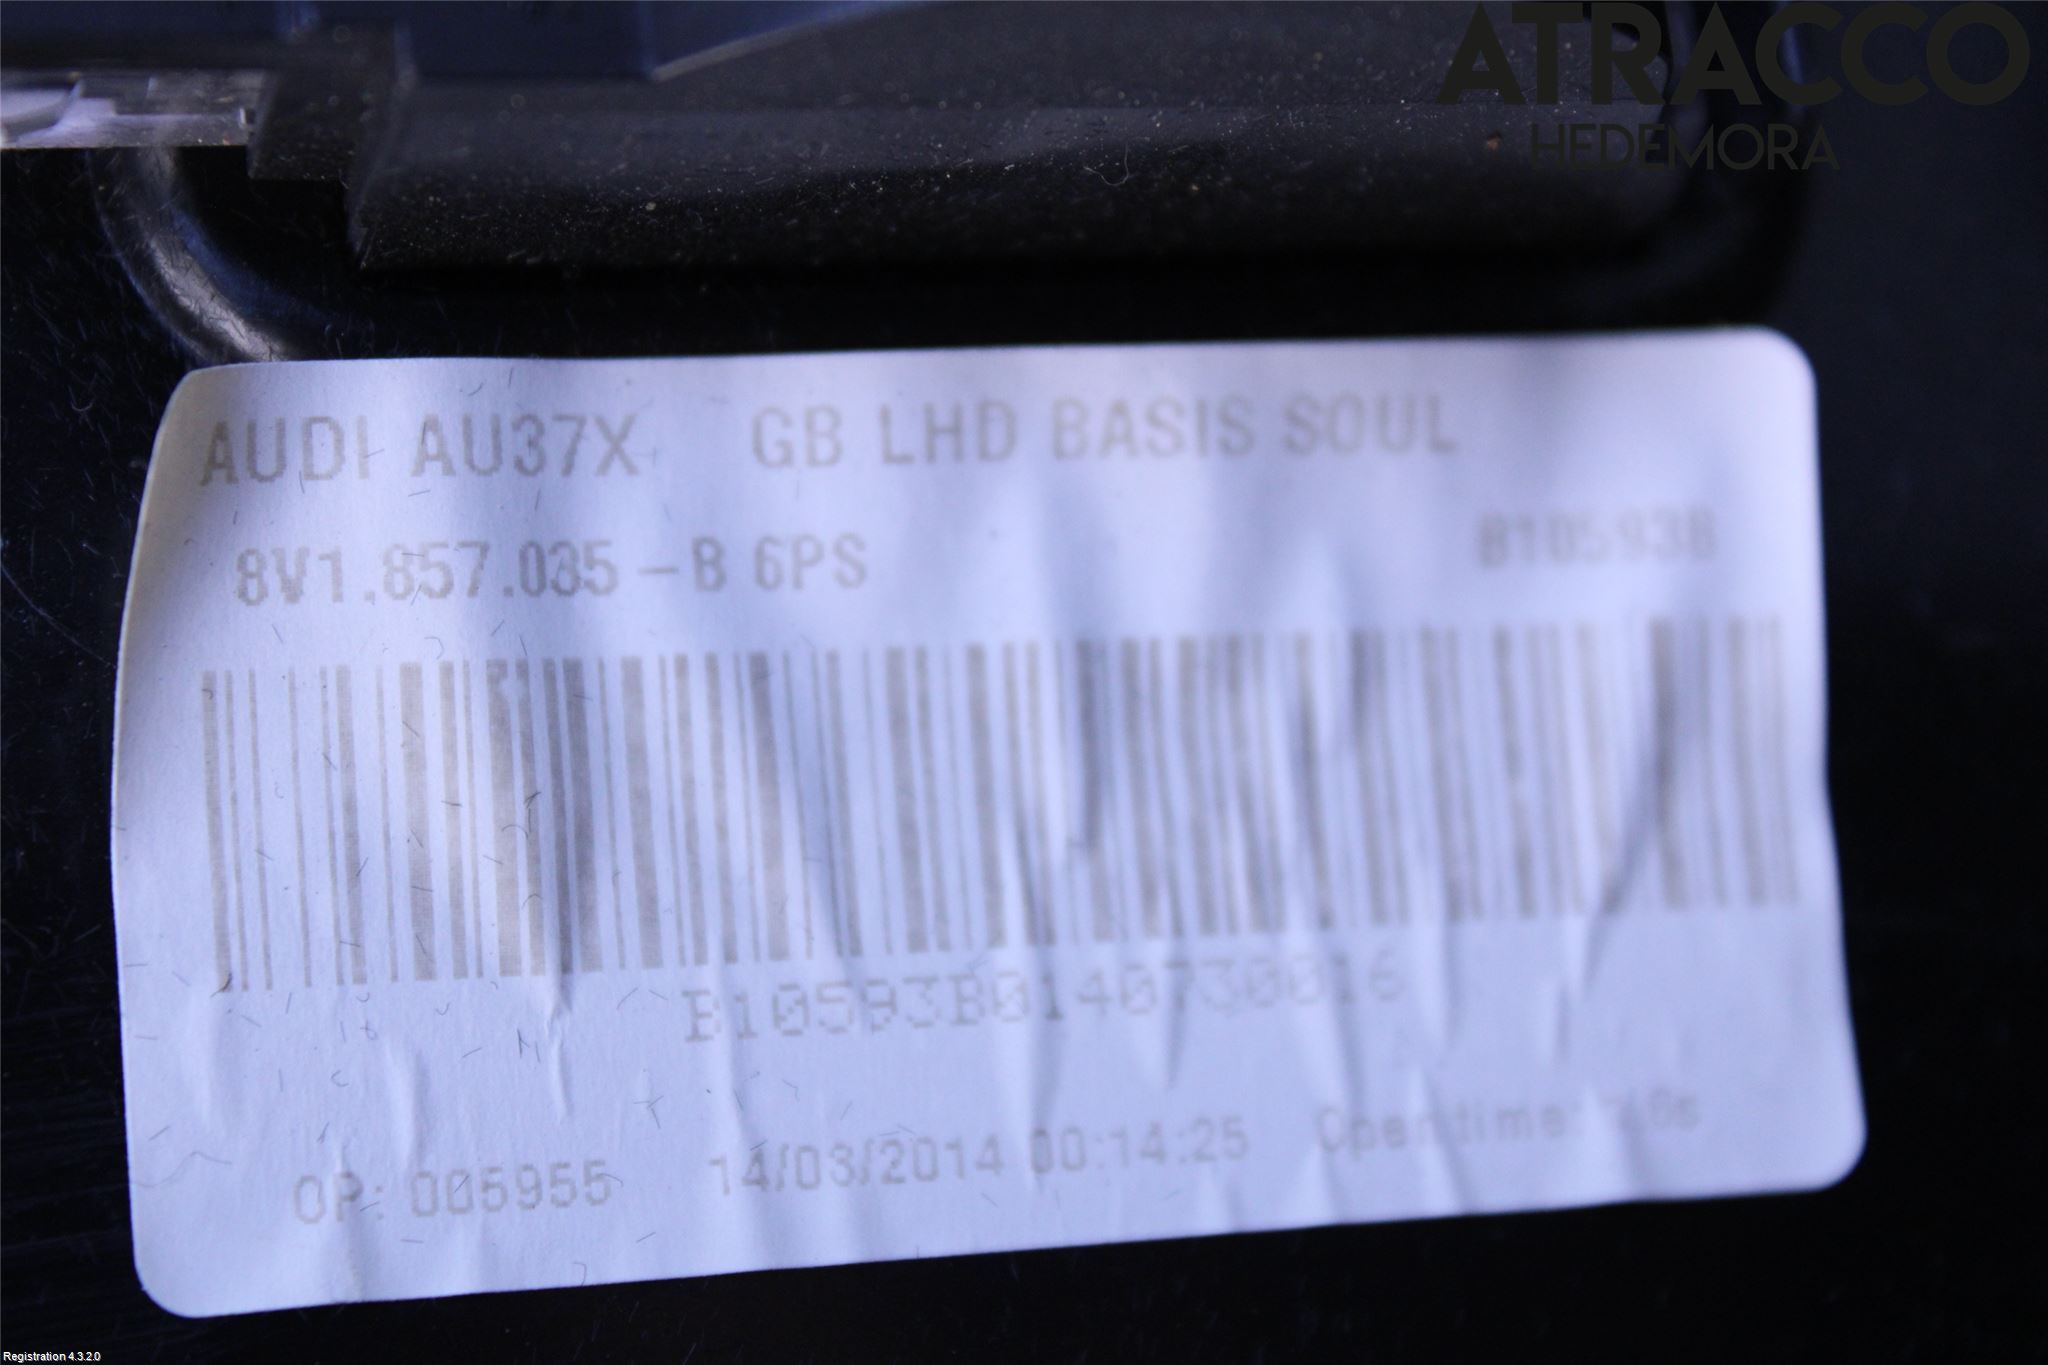 ATRACCO
HEDEMORA
AUDI AU37X GB LHD BASIS SOUL
8V1.857.035-B 6PS B10593B
B10593B0140730016
OP: 005955 14/03/2014 00:14:25 Opentime:
Registration 4.3.2.0